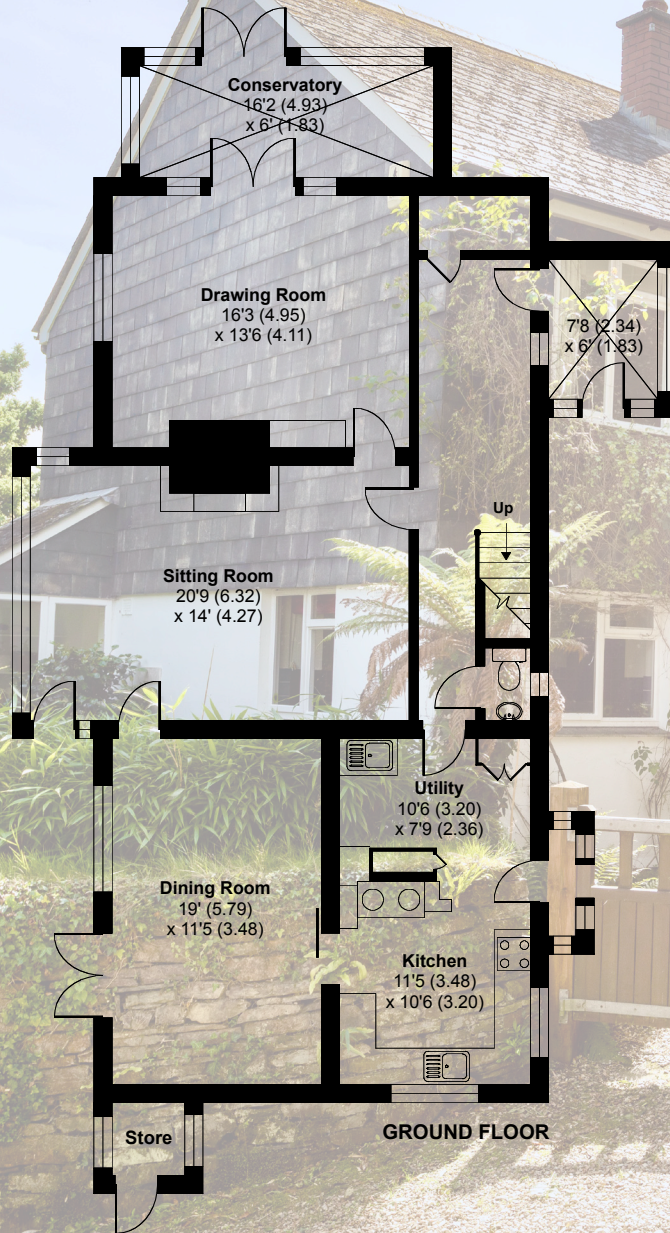 Conservatory
16'2 (4.93)
x 6' (1.83)
Drawing Room
16'3 (4.95)
x 13'6 (4.11)
7'8 (2.34)
x 6' (1.83)
Up
Sitting Room
20'9 (6.32)
x 14' (4.27)
Utility
10'6 (3.20)
x 7'9 (2.36)
Dining Room
19' (5.79)
x 11'5 (3.48)
Kitchen
11'5 (3.48)
x 10'6 (3.20)
Store
GROUND FLOOR